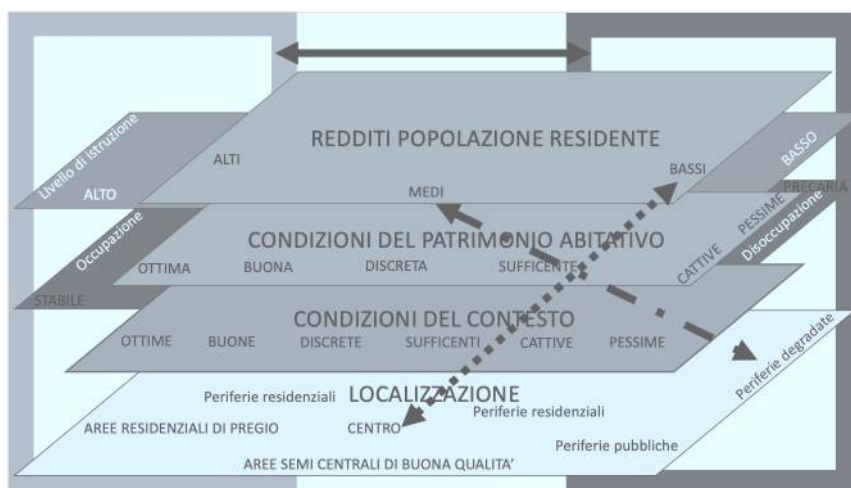 REDDITI POPOLAZIONE RESIDENTE
ALTI
MEDI
BASSI
Livello di istruzione
ALTO
BASSO
PRECARIA
CONDIZIONI DEL PATRIMONIO ABITATIVO
OTTIMA BUONA DISCRETA SUFFICENTE CATTIVE PESSIME
Occupazione
STABILE
Disoccupazione
CONDIZIONI DEL CONTESTO
OTTIME BUONE DISCRETE SUFFICENTI CATTIVE PESSIME
LOCALIZZAZIONE
Periferie residenziali
Periferie residenziali
Periferie degradate
AREE RESIDENZIALI DI PREGIO CENTRO
Periferie pubbliche
AREE SEMI CENTRALI DI BUONA QUALITA'